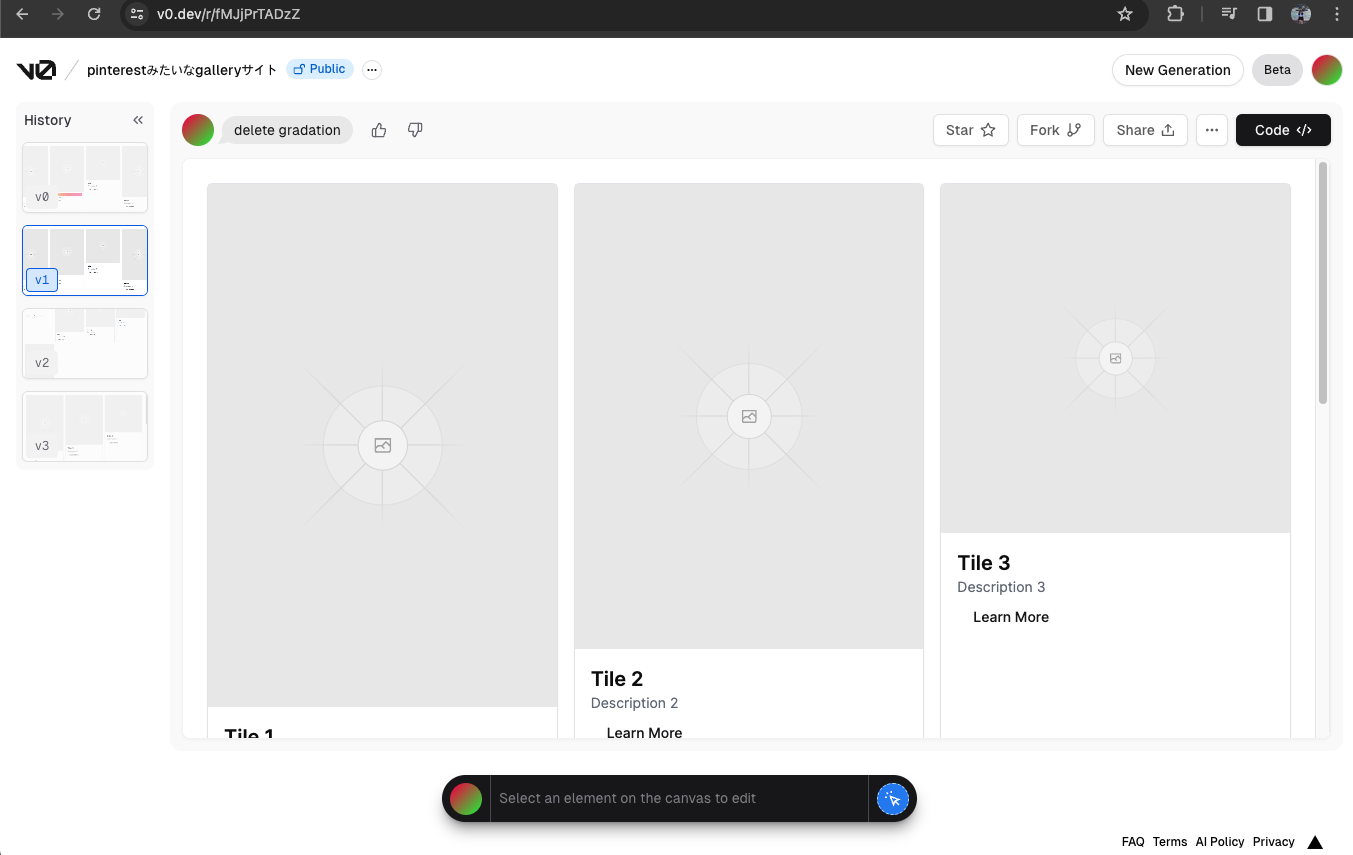 v0.dev/r/fMJjPrTADzZ
pinterestみたいなgalleryサイト
Public
New Generation
Beta
History
v0
v1
v2
v3
delete gradation
Star
Fork
Share
Code </>
Tile 1
Tile 2
Description 2
Learn More
Tile 3
Description 3
Learn More
Select an element on the canvas to edit
FAQ Terms AI Policy Privacy